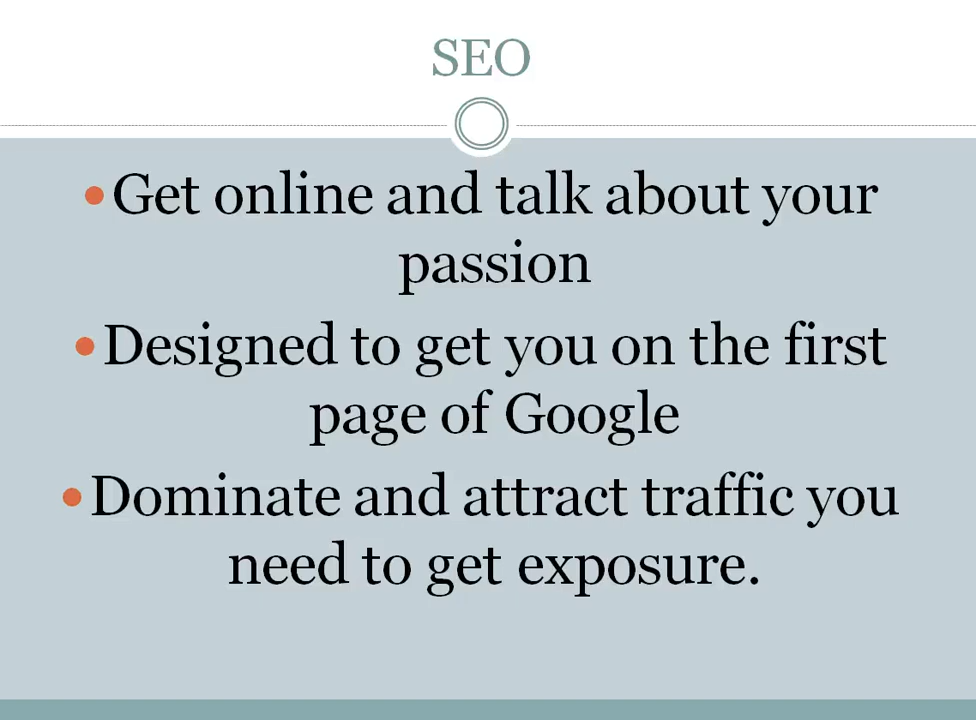 SEO
Get online and talk about your
passion
Designed to get you on the first
page of Google
Dominate and attract traffic you
need to get exposure.